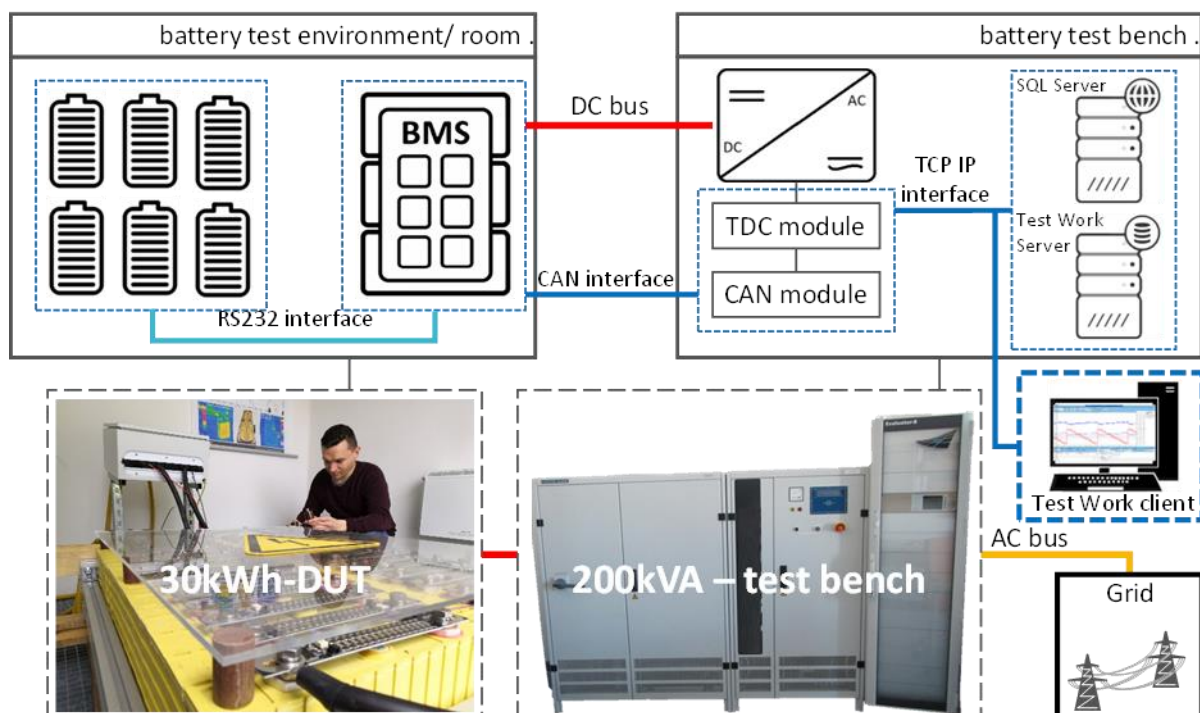 battery test environment/ room .
battery test bench .
BMS
DC bus
DC
AC
SQL Server
TCP IP
interface
TDC module
Test Work
Server
CAN interface
CAN module
RS232 interface
Test Work client
30kWh-DUT
200kVA – test bench
AC bus
Grid